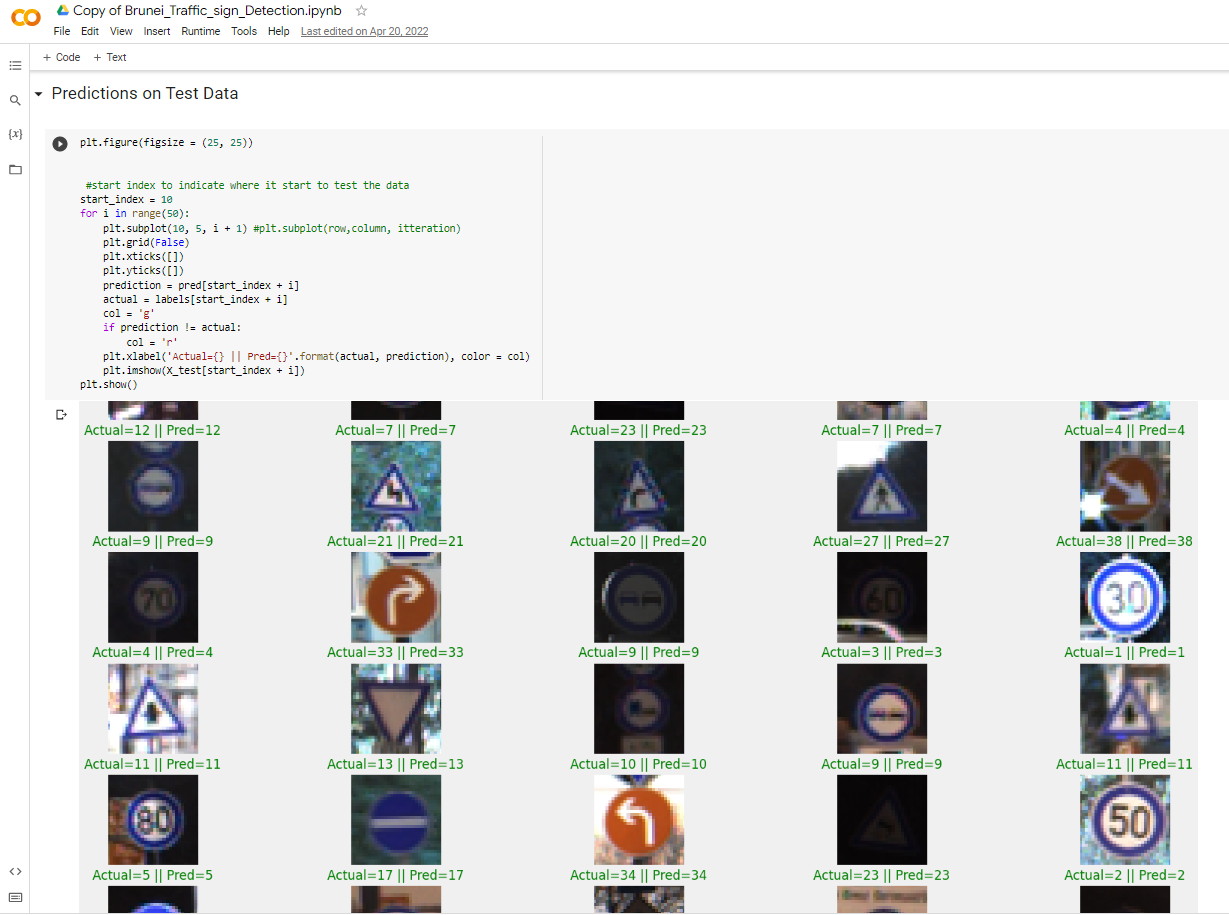 CO Copy of Brunei_Traffic_sign_Detection.ipynb
File Edit View Insert Runtime Tools Help Last edited on Apr 20, 2022
+ Code + Text
Predictions on Test Data
{x}
plt.figure(figsize = (25, 25))
#start index to indicate where it start to test the data
start_index = 10
for i in range(50):
plt.subplot(10, 5, i + 1) #plt.subplot(row,column, itteration)
plt.grid(False)
plt.xticks([])
plt.yticks([])
prediction = pred[start_index + i]
actual = labels[start_index + i]
col = 'g'
if prediction != actual:
col = 'r'
plt.xlabel('Actual={} || Pred={}'.format(actual, prediction), color = col)
plt.imshow(X_test[start_index + i])
plt.show()
Actual=12 || Pred=12 Actual=7 || Pred=7 Actual=23 || Pred=23 Actual=7 || Pred=7 Actual=4 || Pred=4
Actual=9 || Pred=9 Actual=21 || Pred=21 Actual=20 || Pred=20 Actual=27 || Pred=27 Actual=38 || Pred=38
70 60 30
Actual=4 || Pred=4 Actual=33 || Pred=33 Actual=9 || Pred=9 Actual=3 || Pred=3 Actual=1 || Pred=1
Actual=11 || Pred=11 Actual=13 || Pred=13 Actual=10 || Pred=10 Actual=9 || Pred=9 Actual=11 || Pred=11
80 50
Actual=5 || Pred=5 Actual=17 || Pred=17 Actual=34 || Pred=34 Actual=23 || Pred=23 Actual=2 || Pred=2